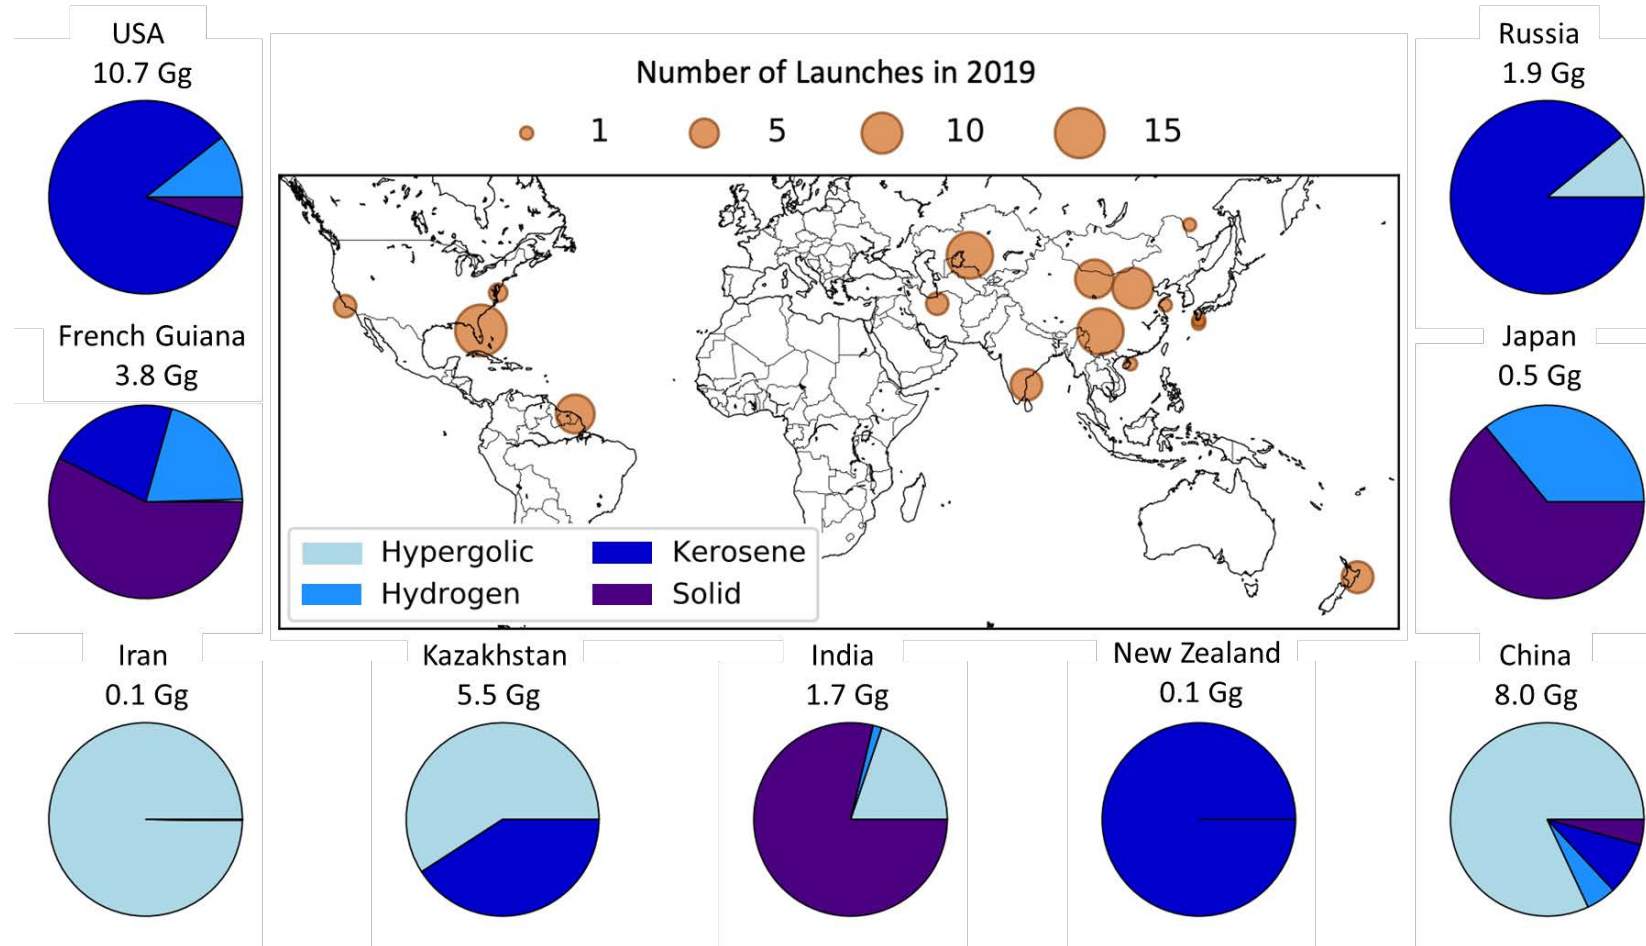 USA
10.7 Gg
Number of Launches in 2019
1 5 10 15
Russia
1.9 Gg
French Guiana
3.8 Gg
Japan
0.5 Gg
Hypergolic Kerosene
Hydrogen Solid
Iran
0.1 Gg
Kazakhstan
5.5 Gg
India
1.7 Gg
New Zealand
0.1 Gg
China
8.0 Gg